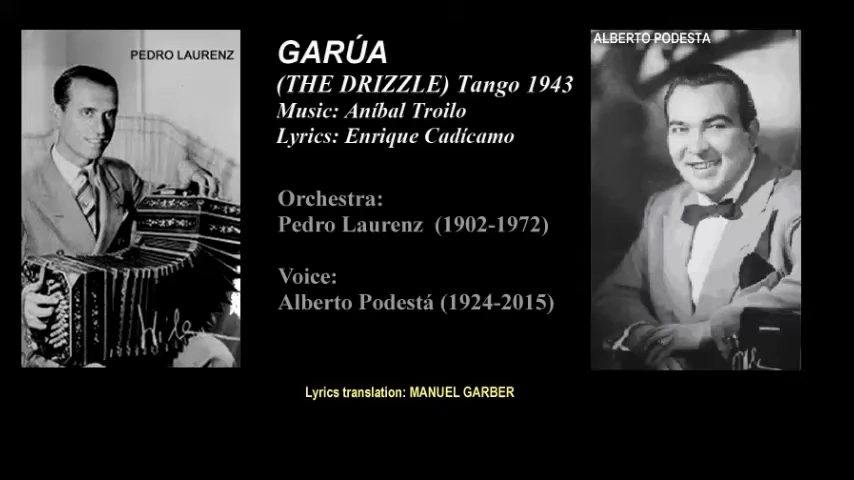 PEDRO LAURENZ
GARÚA
(THE DRIZZLE) Tango 1943
Music: Aníbal Troilo
Lyrics: Enrique Cadícamo
Orchestra:
Pedro Laurenz (1902-1972)
Voice:
Alberto Podestá (1924-2015)
ALBERTO PODESTA
Lyrics translation: MANUEL GARBER